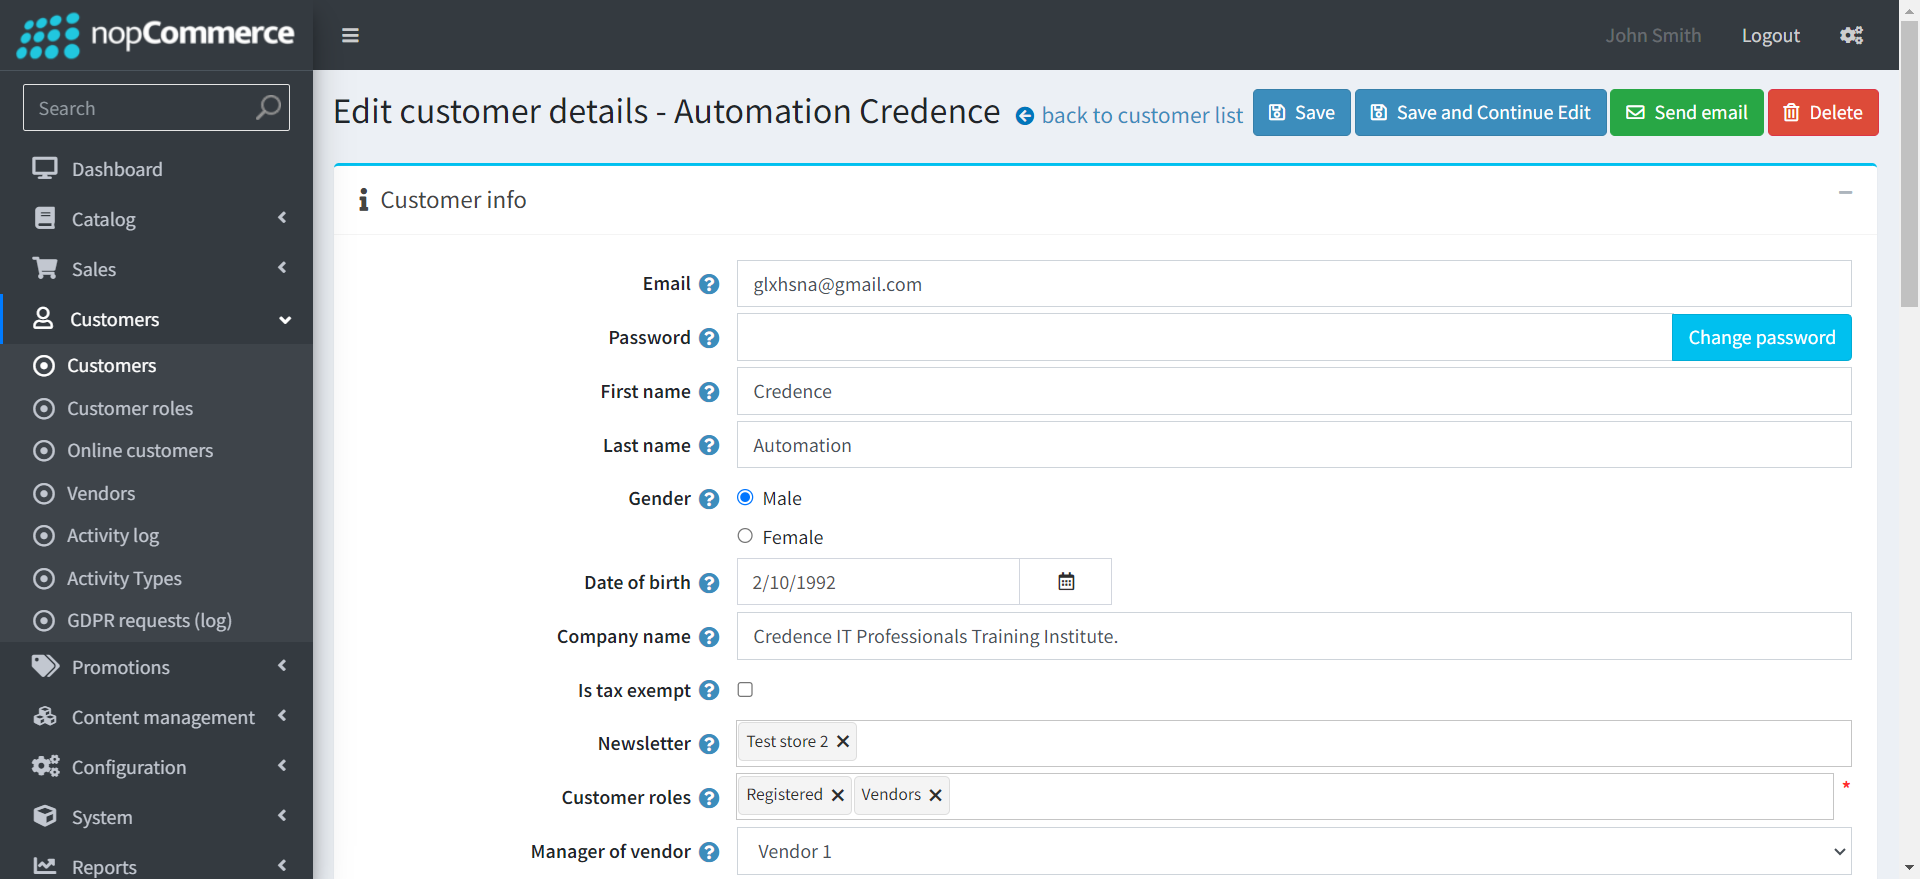 nopCommerce
John Smith
Logout
Search
Edit customer details - Automation Credence
back to customer list
Save
Save and Continue Edit
Send email
Delete
Dashboard
Catalog
Sales
Customers
Customers
Customer roles
Online customers
Vendors
Activity log
Activity Types
GDPR requests (log)
Promotions
Content management
Configuration
System
Reports
Customer info
Email ? glxhsna@gmail.com
Password ? Change password
First name ? Credence
Last name ? Automation
Gender ? Male
Female
Date of birth ? 2/10/1992
Company name ? Credence IT Professionals Training Institute.
Is tax exempt ?
Newsletter ? Test store 2
Customer roles ? Registered Vendors *
Manager of vendor ? Vendor 1